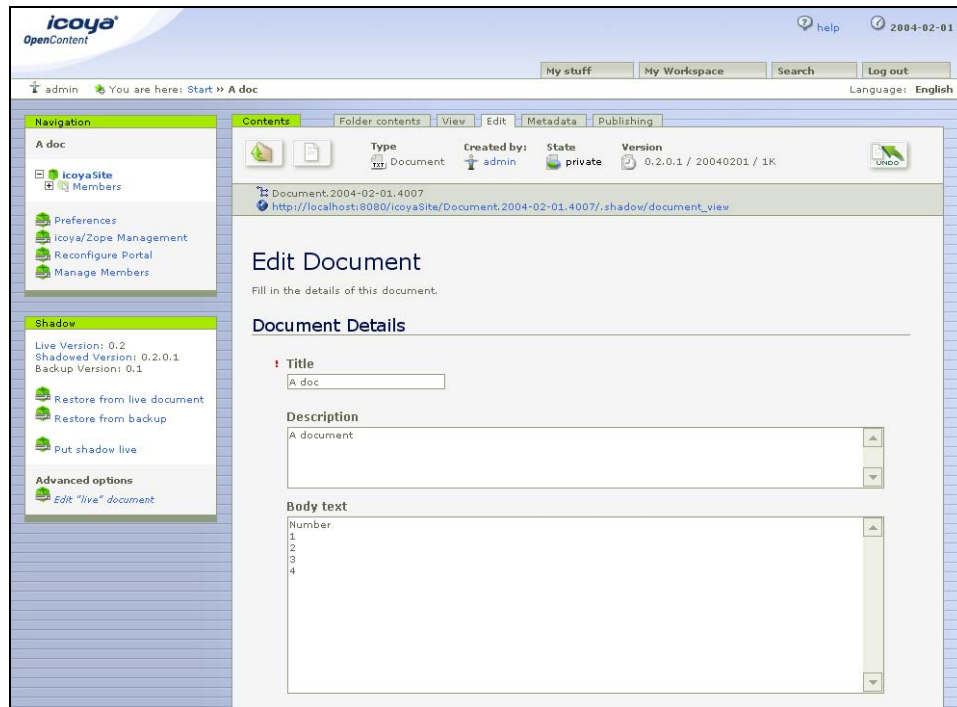 icoya
OpenContent
help
2004-02-01
My stuff
My Workspace
Search
Log out
admin You are here: Start » A doc
Language: English
Navigation
A doc
icoyaSite
Members
Preferences
icoya/Zope Management
Reconfigure Portal
Manage Members
Shadow
Live Version: 0.2
Shadowed Version: 0.2.0.1
Backup Version: 0.1
Restore from live document
Restore from backup
Put shadow live
Advanced options
Edit "live" document
Contents
Folder contents
View
Edit
Metadata
Publishing
Type
TXT Document
Created by:
admin
State
private
Version
0.2.0.1 / 20040201 / 1K
UNDO
Document.2004-02-01.4007
http://localhost:8080/icoyaSite/Document.2004-02-01.4007/.shadow/document_view
Edit Document
Fill in the details of this document.
Document Details
! Title
A doc
Description
A document
Body text
Number
1
2
3
4